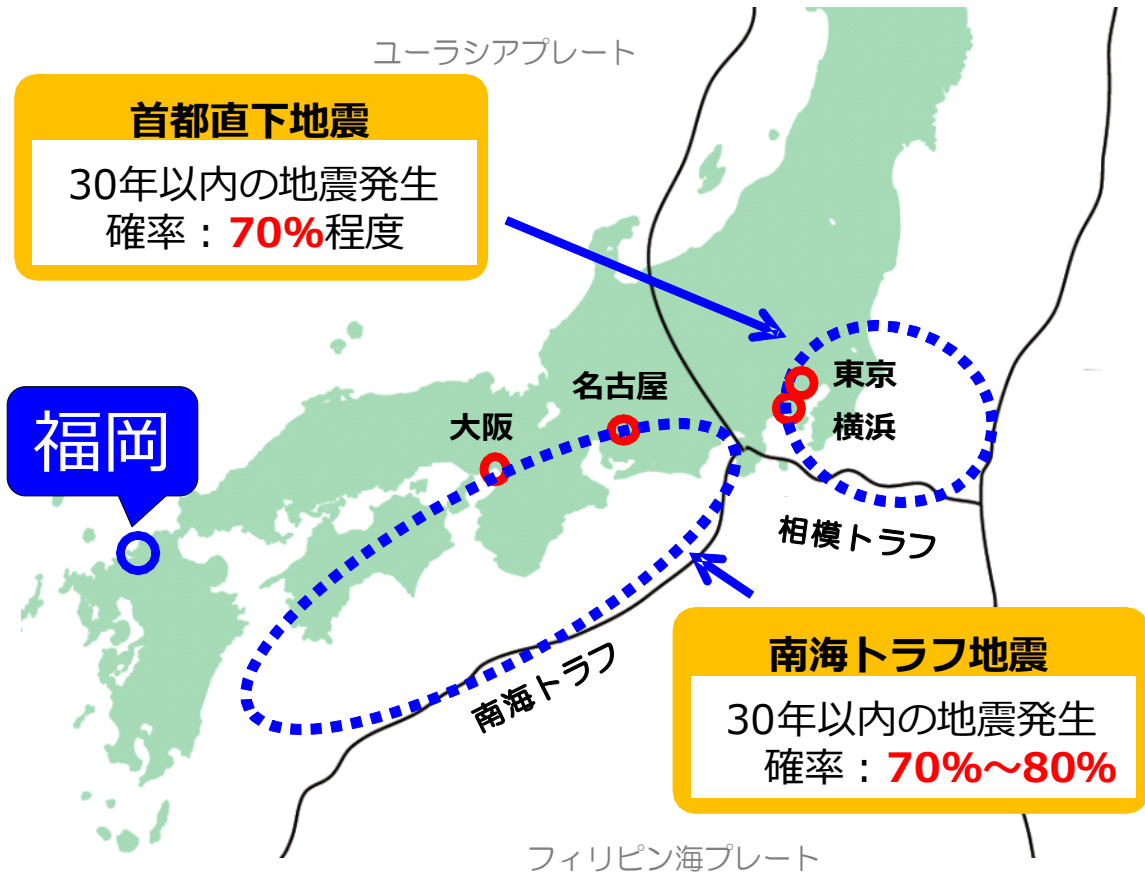 ユーラシアプレート
首都直下地震
30年以内の地震発生
確率：70%程度
東京
名古屋
横浜
大阪
福岡
相模トラフ
南海トラフ地震
30年以内の地震発生
確率：70%～80%
南海トラフ
フィリピン海プレート